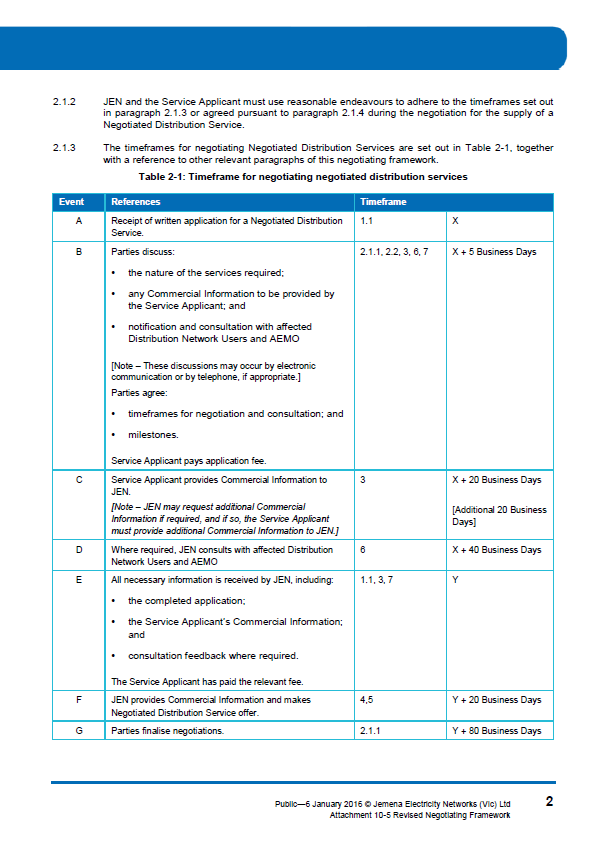 2.1.2 JEN and the Service Applicant must use reasonable endeavours to adhere to the timeframes set out
in paragraph 2.1.3 or agreed pursuant to paragraph 2.1.4 during the negotiation for the supply of a
Negotiated Distribution Service.
2.1.3 The timeframes for negotiating Negotiated Distribution Services are set out in Table 2-1, together
with a reference to other relevant paragraphs of this negotiating framework.
Table 2-1: Timeframe for negotiating negotiated distribution services
Event References Timeframe
A Receipt of written application for a Negotiated Distribution 1.1 X
Service.
B Parties discuss: 2.1.1, 2.2, 3, 6, 7 X + 5 Business Days
• the nature of the services required;
• any Commercial Information to be provided by
the Service Applicant; and
• notification and consultation with affected
Distribution Network Users and AEMO
[Note – These discussions may occur by electronic
communication or by telephone, if appropriate.]
Parties agree:
• timeframes for negotiation and consultation; and
• milestones.
Service Applicant pays application fee.
C Service Applicant provides Commercial Information to 3 X + 20 Business Days
JEN.
[Note – JEN may request additional Commercial [Additional 20 Business
Information if required, and if so, the Service Applicant Days]
must provide additional Commercial Information to JEN.]
D Where required, JEN consults with affected Distribution 6 X + 40 Business Days
Network Users and AEMO
E All necessary information is received by JEN, including: 1.1, 3, 7 Y
• the completed application;
• the Service Applicant's Commercial Information;
and
• consultation feedback where required.
The Service Applicant has paid the relevant fee.
F JEN provides Commercial Information and makes 4,5 Y + 20 Business Days
Negotiated Distribution Service offer.
G Parties finalise negotiations. 2.1.1 Y + 80 Business Days
Public—6 January 2016 © Jemena Electricity Networks (Vic) Ltd 2
Attachment 10-5 Revised Negotiating Framework